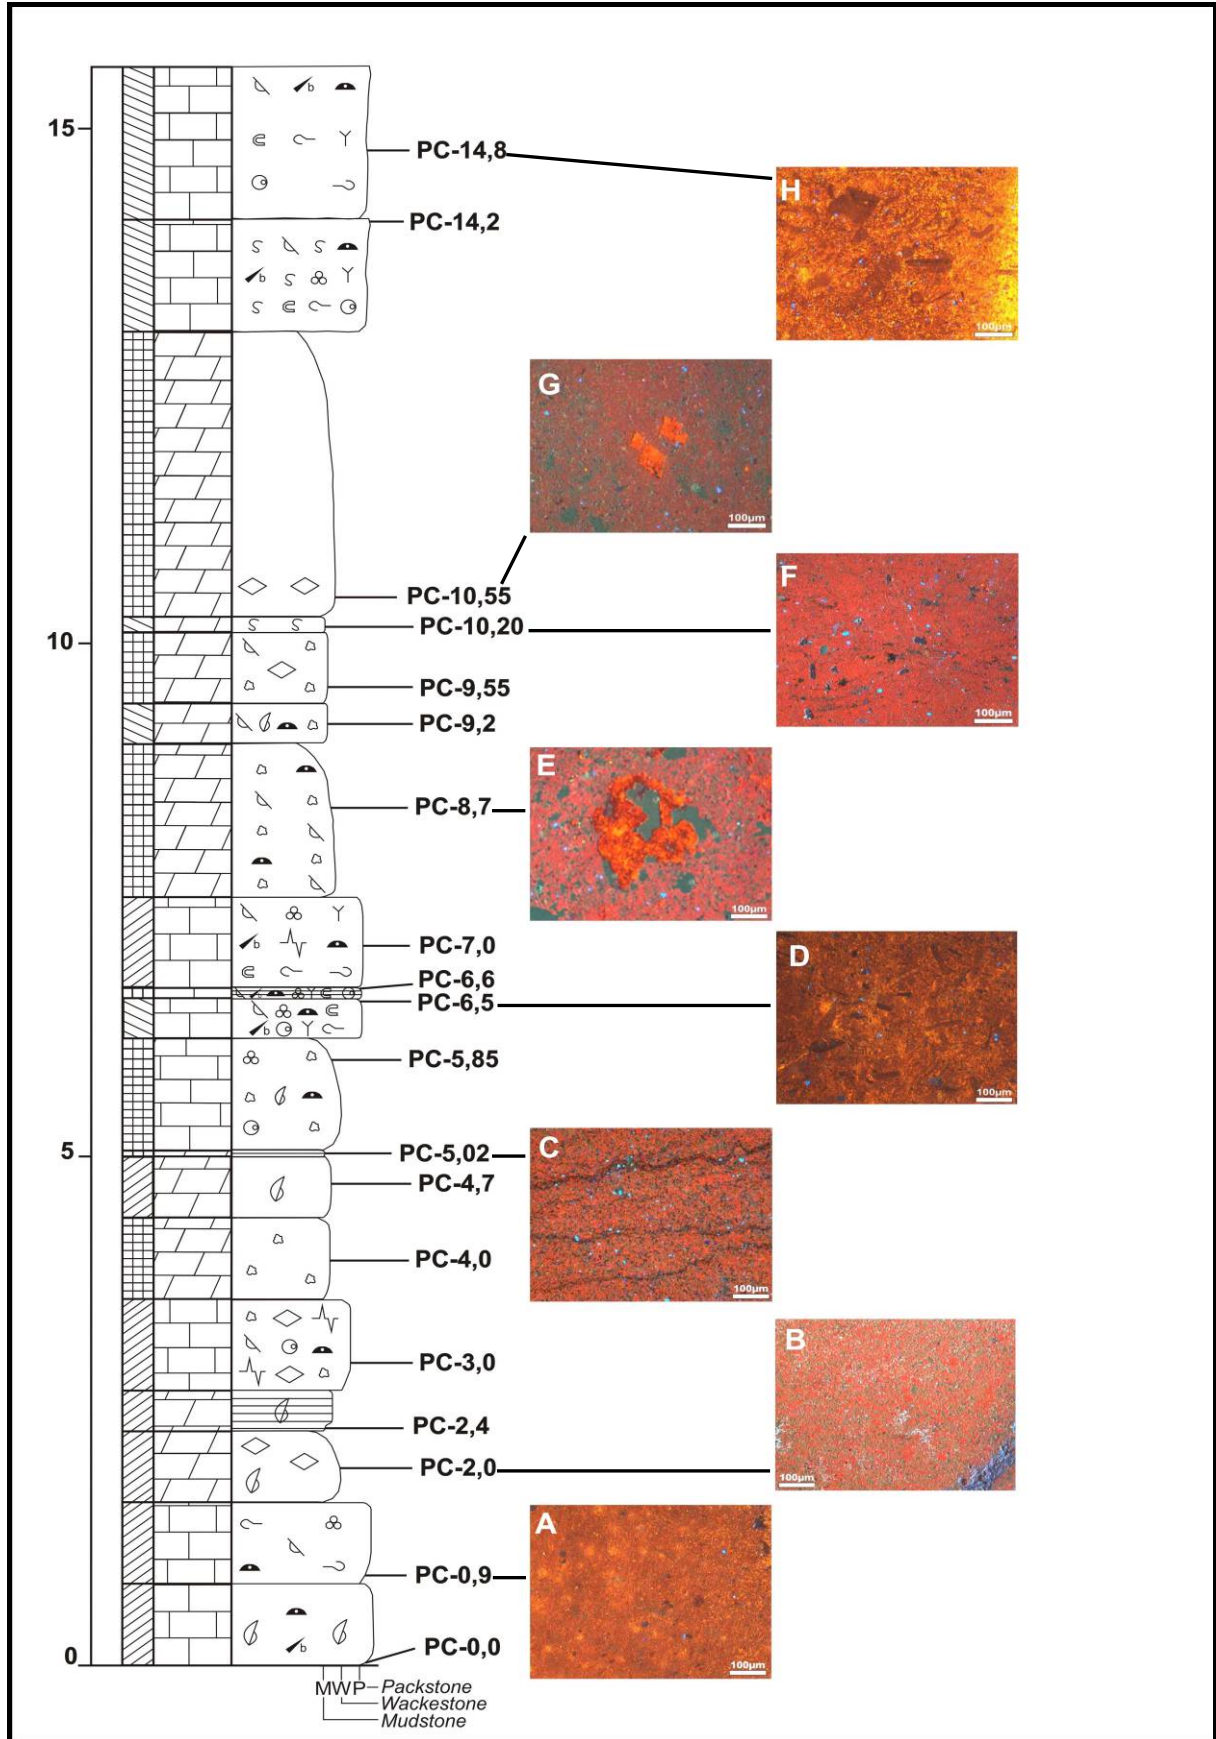 15
PC-14,8
H
100µm
PC-14,2
b
b
G
100µm
PC-10,55
F
100µm
PC-10,20
10
PC-9,55
PC-9,2
E
100µm
PC-8,7
D
100µm
PC-7,0
b
PC-6,6
PC-6,5
b
PC-5,85
5
C
100µm
PC-5,02
PC-4,7
PC-4,0
B
100µm
PC-3,0
PC-2,4
PC-2,0
A
100µm
PC-0,9
b
PC-0,0
0
MWP Packstone
Wackestone
Mudstone